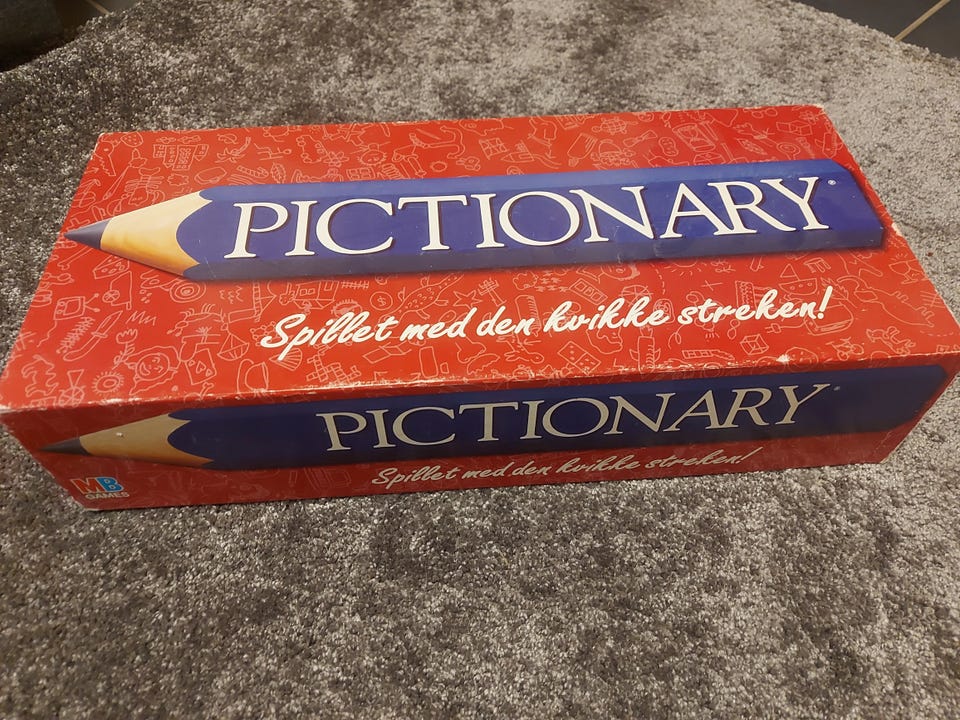 PICTIONARY®
Spillet med den kvikke streken!
PICTIONARY®
Spillet med den kvikke streken!
MB
GAMES